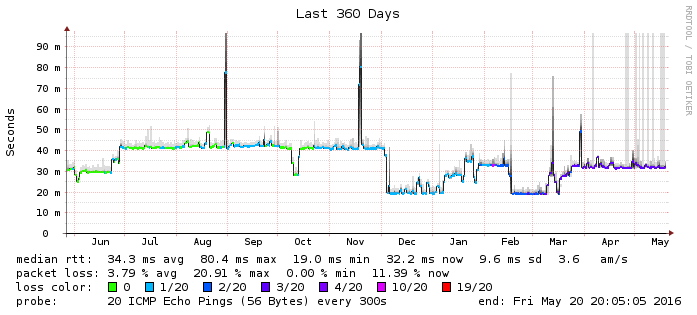 Last 360 Days
RRDTOOL / TOBI OETIKER
Seconds
90 m
80 m
70 m
60 m
50 m
40 m
30 m
20 m
10 m
0
Jun Jul Aug Sep Oct Nov Dec Jan Feb Mar Apr May
median rtt: 34.3 ms avg 80.4 ms max 19.0 ms min 32.2 ms now 9.6 ms sd 3.6 am/s
packet loss: 3.79 % avg 20.91 % max 0.00 % min 11.39 % now
loss color: 0 1/20 2/20 3/20 4/20 10/20 19/20
probe: 20 ICMP Echo Pings (56 Bytes) every 300s end: Fri May 20 20:05:05 2016